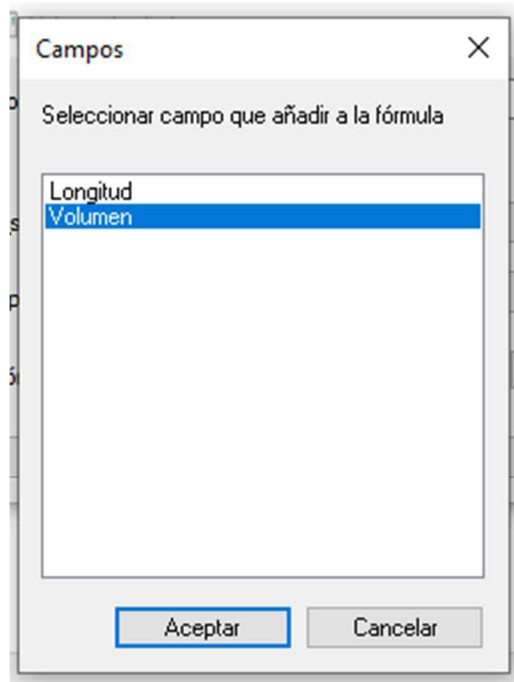 Campos
Seleccionar campo que añadir a la fórmula
Longitud
Volumen
Aceptar
Cancelar